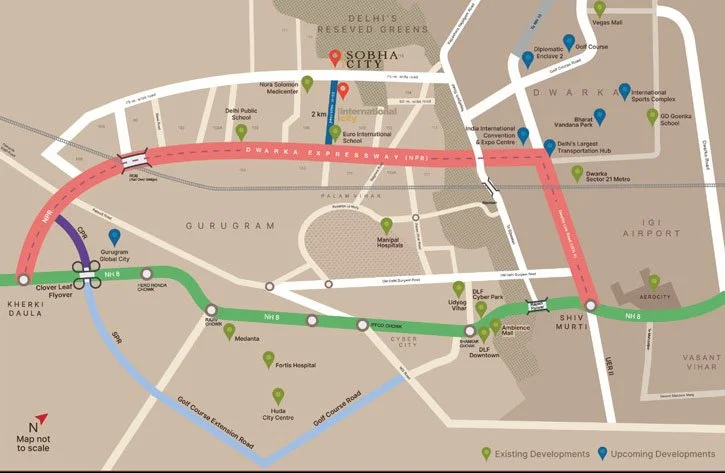 DELHI'S
RESEVED GREENS
SOBHA
CITY
Vegas Mall
Golf Course
Diplomatic
Enclave 2
Golf Course Road
DWARKA
International
Sports Complex
GD Goenka
School
Bharat
Vandana Park
Delhi's Largest
Transportation Hub
India International
Convention
& Expo Centre
Dwarka
Sector 21 Metro
Nora Solomon
Medicenter
Delhi Public
School
2 km
international
city
Euro International
School
DWARKA EXPRESSWAY (NPR)
NPR
PALAM VIHAR
GURUGRAM
IGI
AIRPORT
AEROCITY
Manipal
Hospitals
CPR
Gurugram
Global City
Clover Leaf
Flyover
KHERKI
DAULA
NH 8
HERO HONDA
CHOWK
RAJIV
CHOWK
NH 8
IFFCO CHOWK
Udyog
Vihar
DLF
Cyber Park
Ambience
Mall
DLF
Downtown
SHANKAR
CHOWK
CYBER
CITY
SHIV
MURTI
NH 8
UER II
VASANT
VIHAR
SPR
Medanta
Fortis Hospital
Huda
City Centre
Golf Course Extension Road
Golf Course Road
N
Map not
to scale
Existing Developments
Upcoming Developments